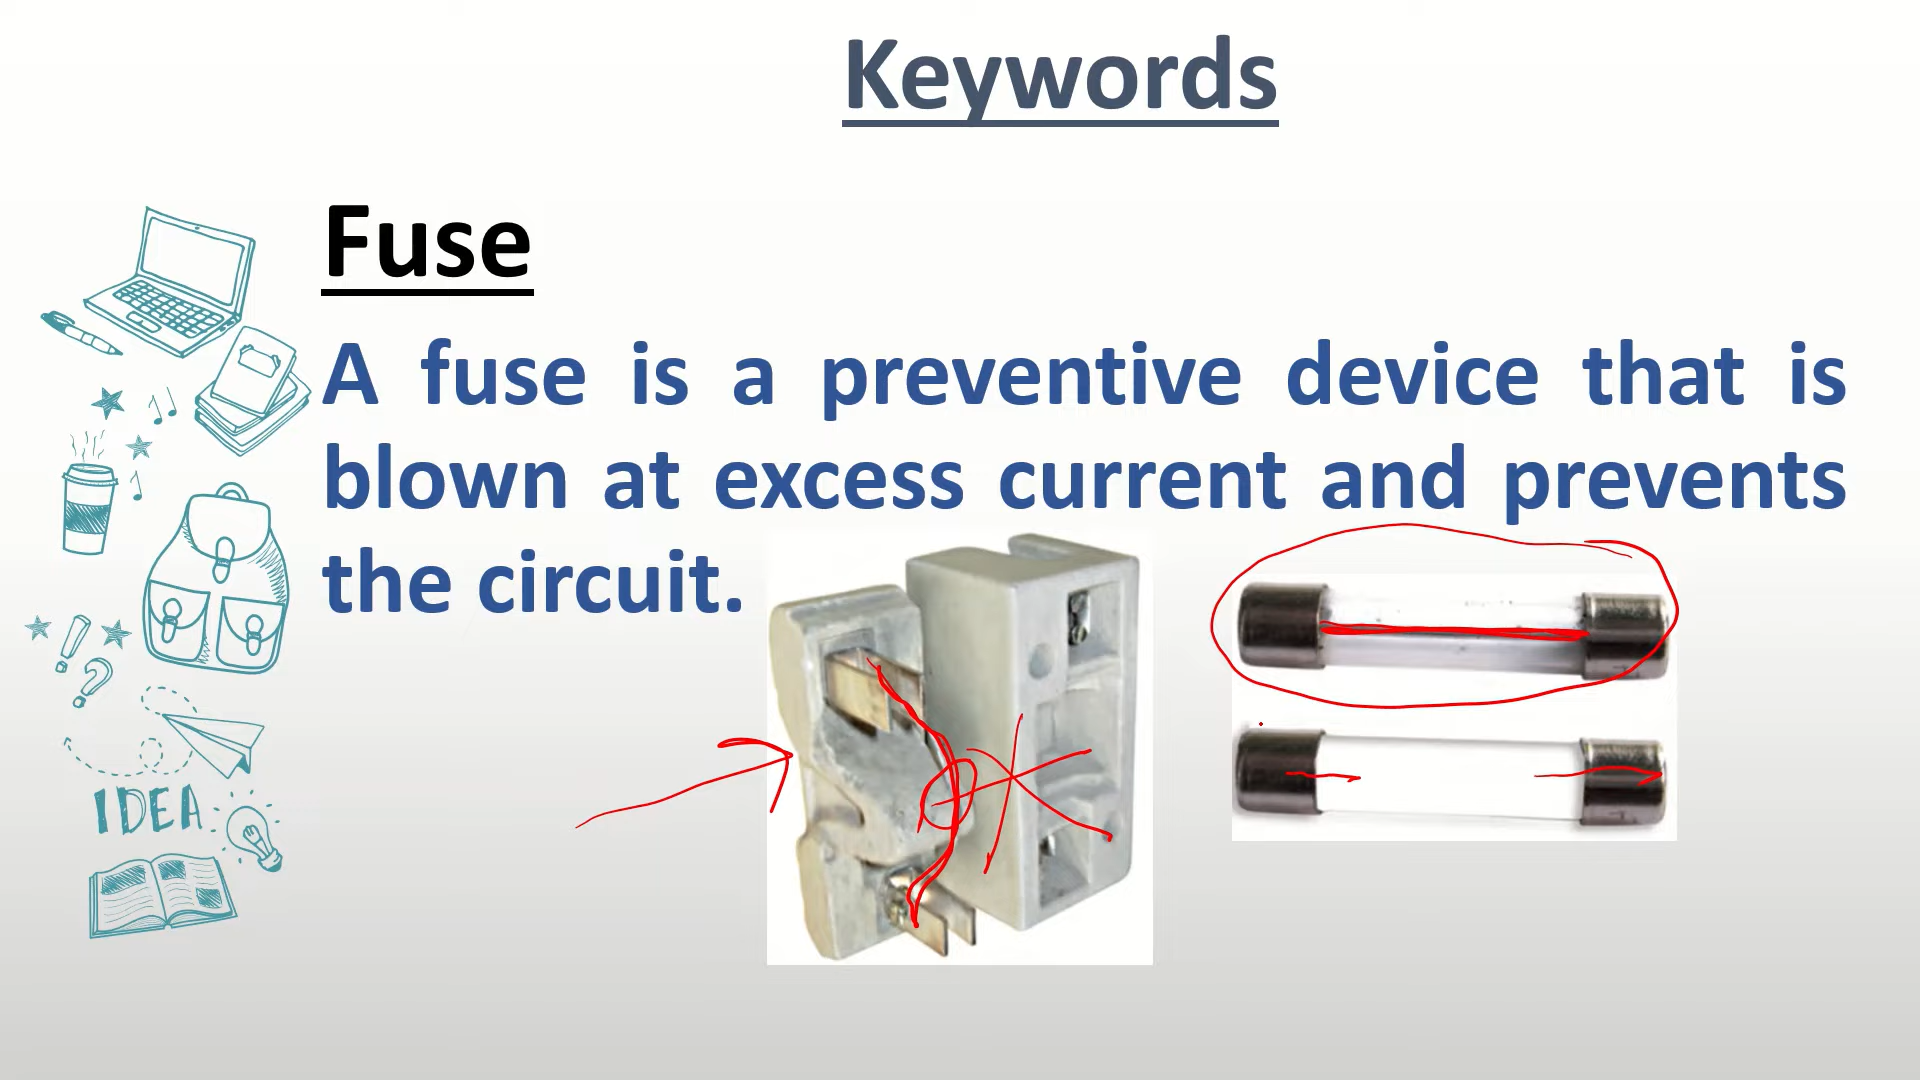 Keywords
Fuse
A fuse is a preventive device that is
blown at excess current and prevents
the circuit.
IDEA